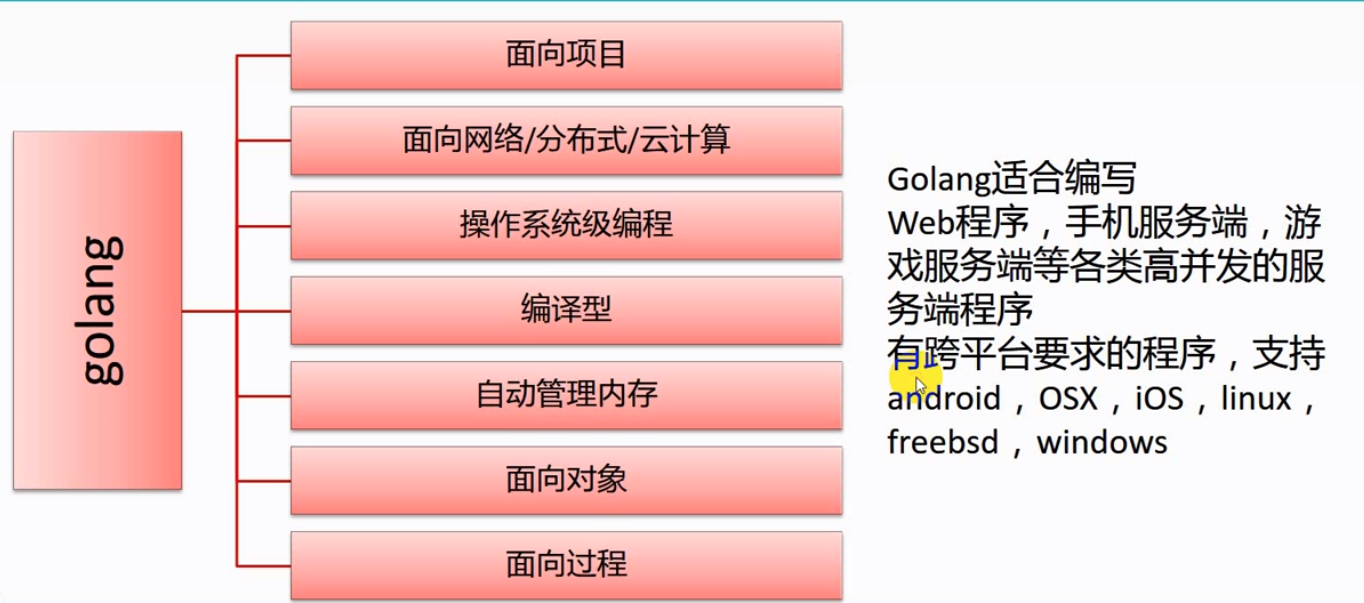 golang
面向项目
面向网络/分布式/云计算
操作系统级编程
编译型
自动管理内存
面向对象
面向过程
Golang适合编写
Web程序，手机服务端，游
戏服务端等各类高并发的服
务端程序
有跨平台要求的程序，支持
android，OSX，iOS，linux，
freebsd，windows